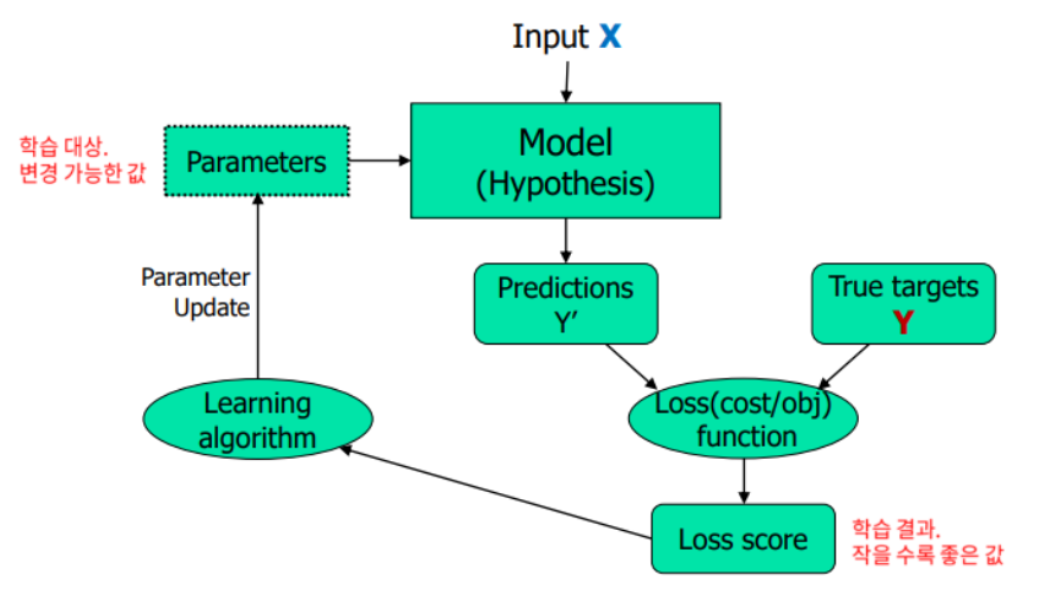 Input X
학습 대상.
변경 가능한 값
Parameters
Model
(Hypothesis)
Parameter
Update
Predictions
Y’
True targets
Y
Learning
algorithm
Loss(cost/obj)
function
Loss score
학습 결과.
작을 수록 좋은 값